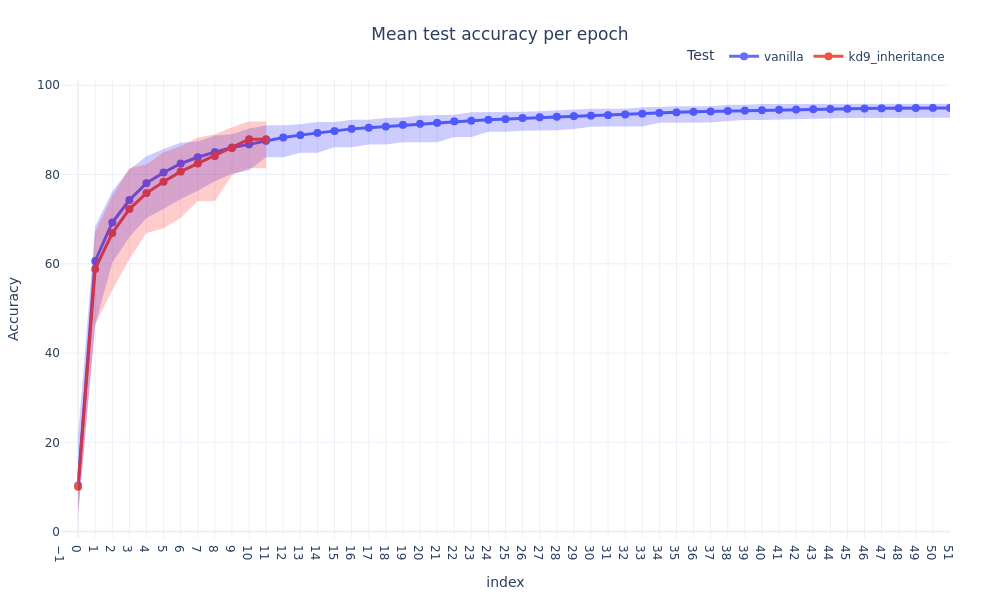 Mean test accuracy per epoch
Test vanilla kd9_inheritance
100
80
60
40
20
0
Accuracy
−1 0 1 2 3 4 5 6 7 8 9 10 11 12 13 14 15 16 17 18 19 20 21 22 23 24 25 26 27 28 29 30 31 32 33 34 35 36 37 38 39 40 41 42 43 44 45 46 47 48 49 50 51
index